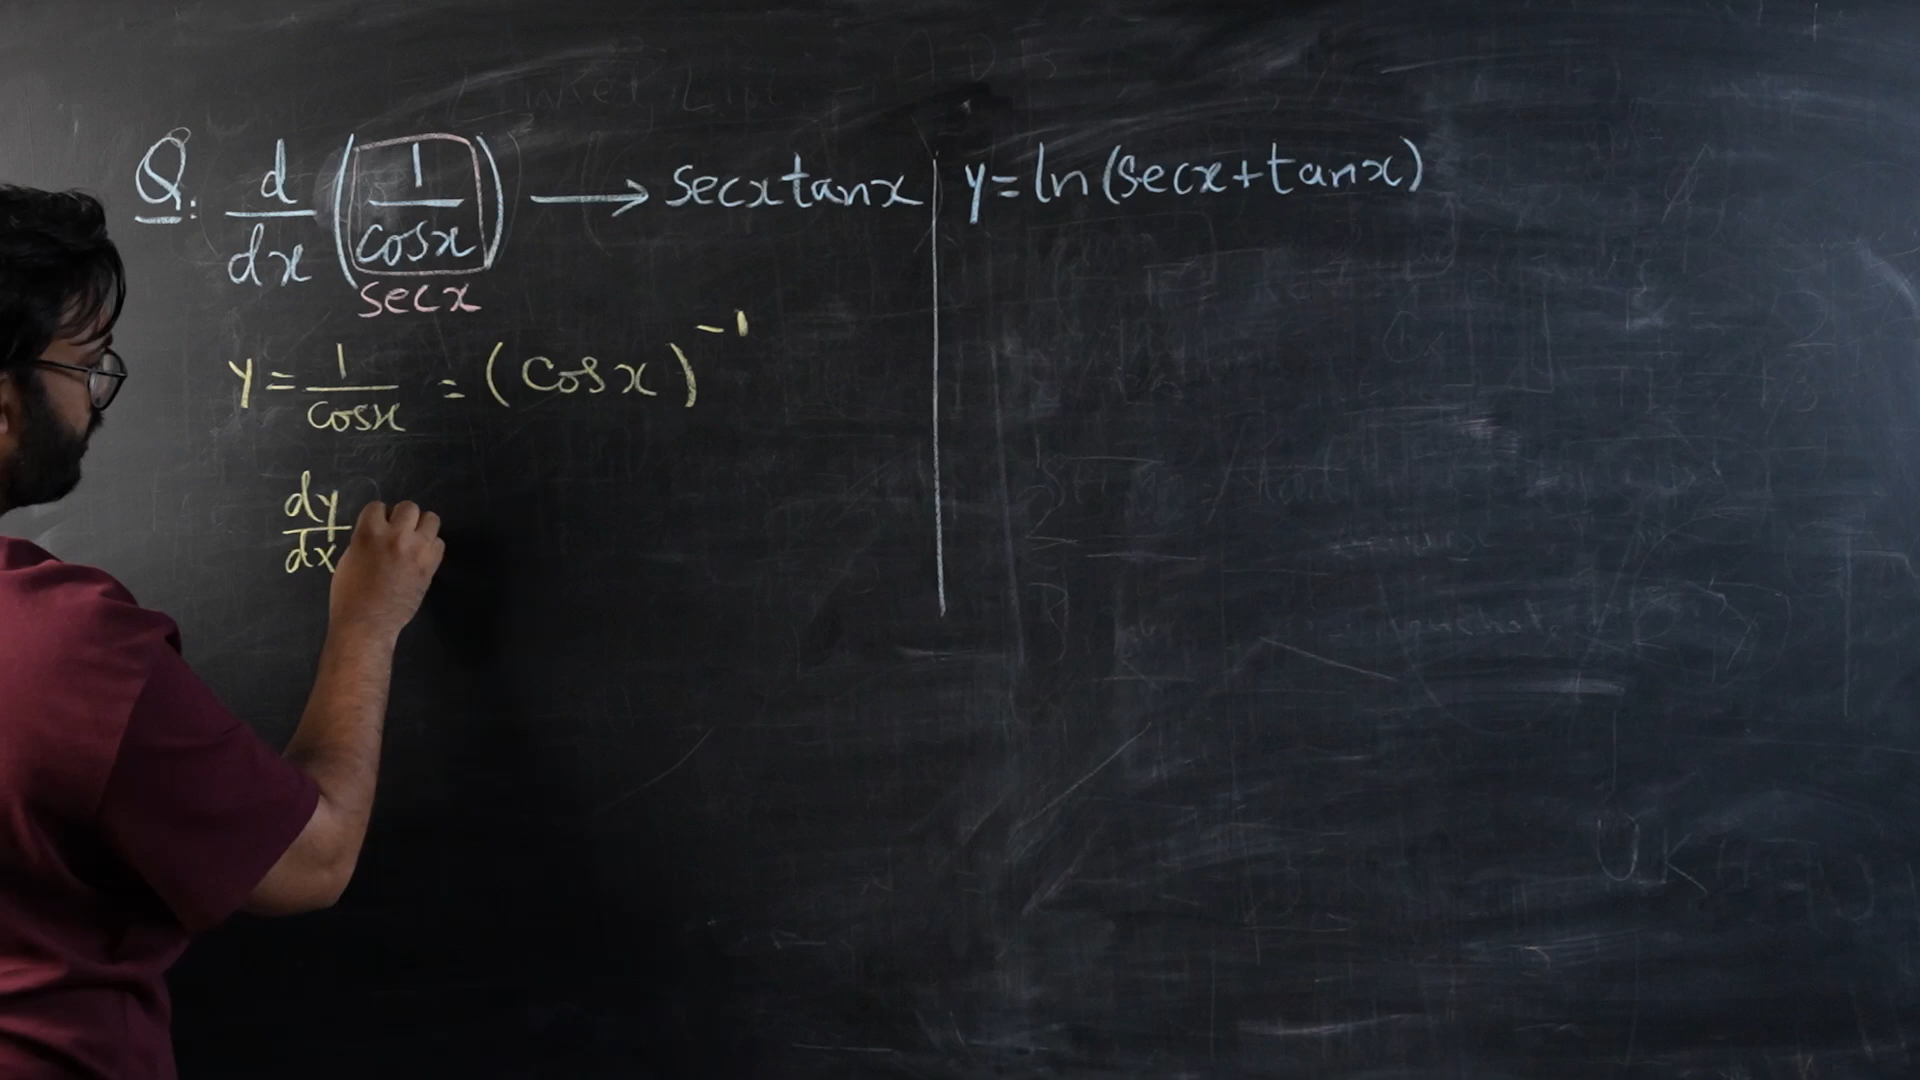 Q: d/dx (1/cosx) → secxtanx
secx
y = 1/cosx = (cosx)^-1
dy/dx
y=ln(secx+tanx)